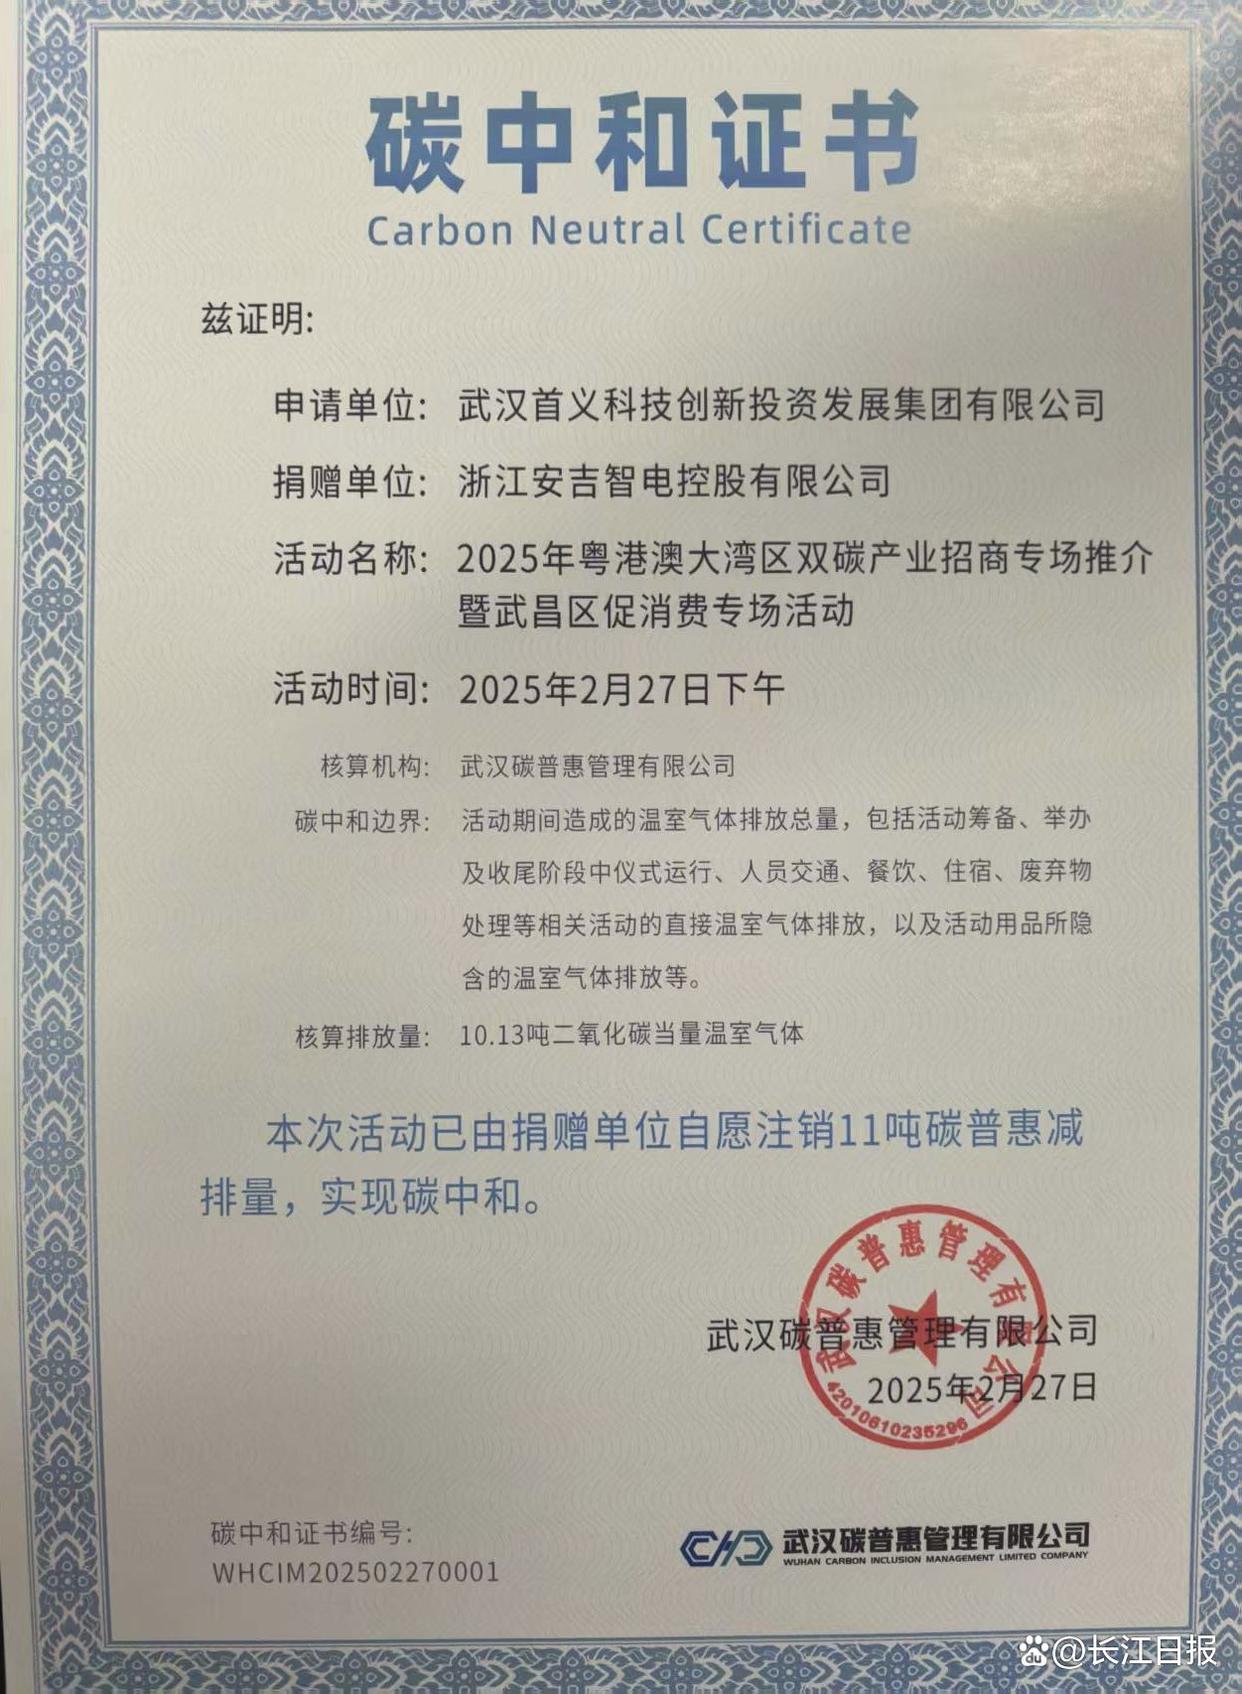 碳中和证书
Carbon Neutral Certificate
兹证明:
申请单位: 武汉首义科技创新投资发展集团有限公司
捐赠单位: 浙江安吉智电控股有限公司
活动名称: 2025年粤港澳大湾区双碳产业招商专场推介
暨武昌区促消费专场活动
活动时间: 2025年2月27日下午
核算机构: 武汉碳普惠管理有限公司
碳中和边界: 活动期间造成的温室气体排放总量，包括活动筹备、举办
及收尾阶段中仪式运行、人员交通、餐饮、住宿、废弃物
处理等相关活动的直接温室气体排放，以及活动用品所隐
含的温室气体排放等。
核算排放量: 10.13吨二氧化碳当量温室气体
本次活动已由捐赠单位自愿注销11吨碳普惠减
排量，实现碳中和。
武汉碳普惠管理有限公司
武汉碳普惠管理有限公司
2025年2月27日
42010610235296
碳中和证书编号:
WHCIM202502270001
武汉碳普惠管理有限公司
WUHAN CARBON INCLUSION MANAGEMENT LIMITED COMPANY
@长江日报